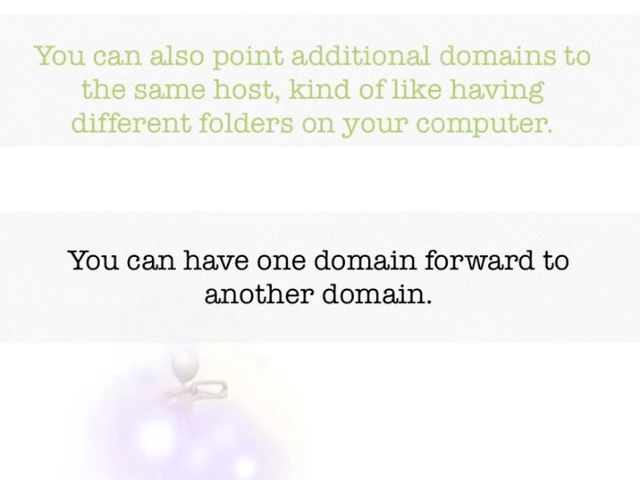 You can also point additional domains to
the same host, kind of like having
different folders on your computer.
You can have one domain forward to
another domain.